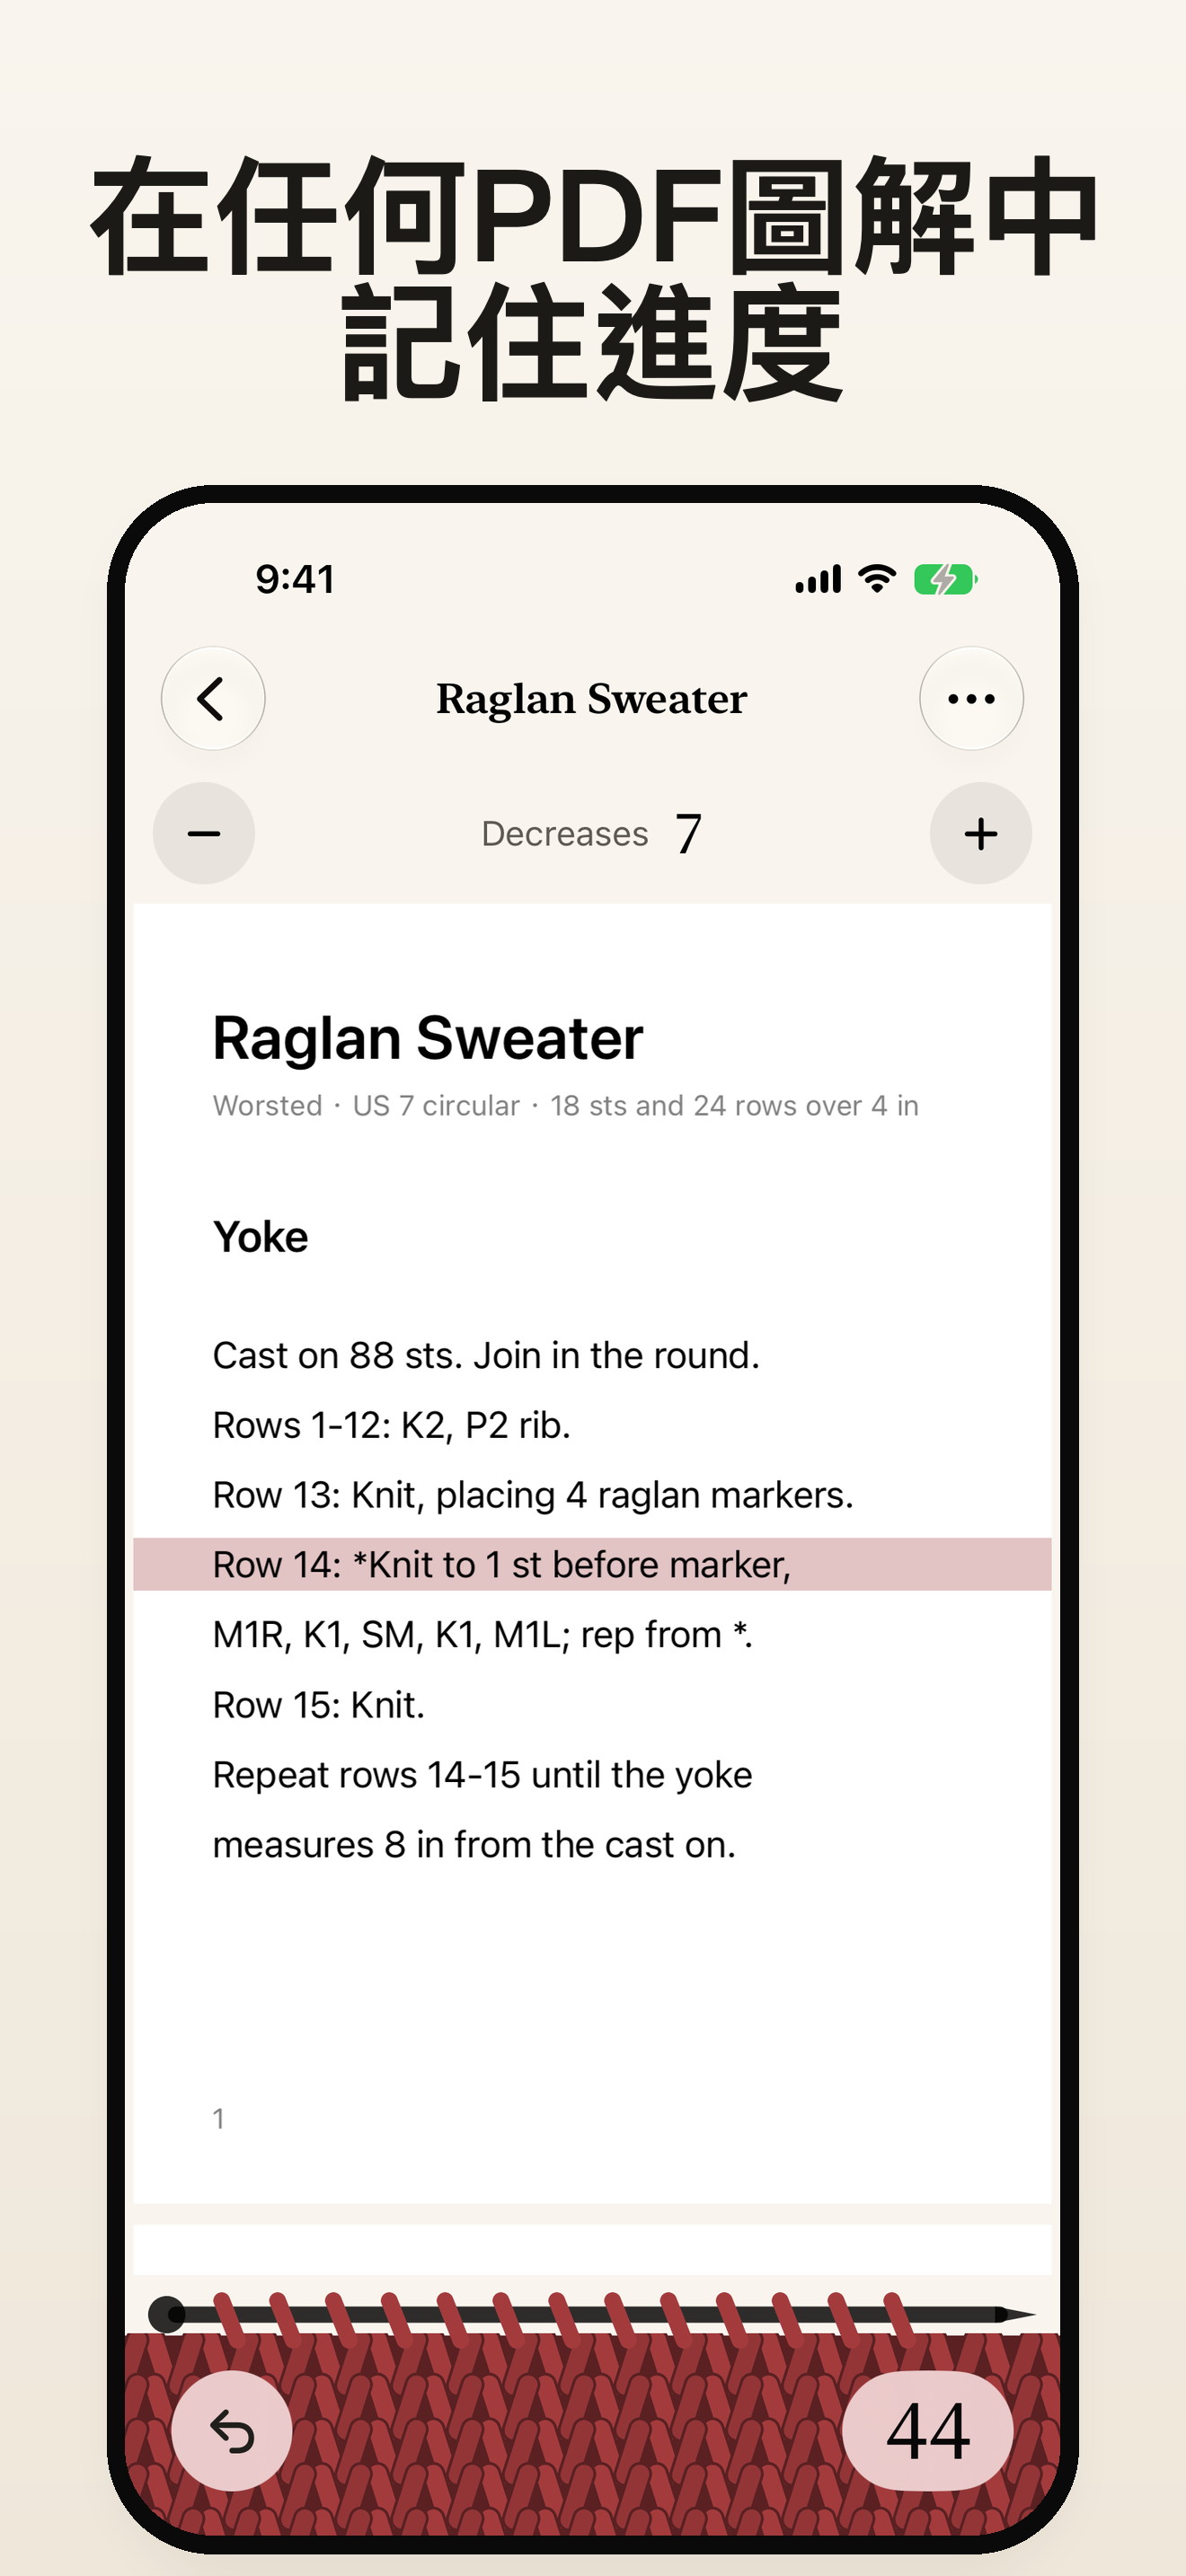 在任何PDF圖解中
記住進度
9:41
Raglan Sweater
Decreases 7
Raglan Sweater
Worsted · US 7 circular · 18 sts and 24 rows over 4 in
Yoke
Cast on 88 sts. Join in the round.
Rows 1-12: K2, P2 rib.
Row 13: Knit, placing 4 raglan markers.
Row 14: *Knit to 1 st before marker,
M1R, K1, SM, K1, M1L; rep from *.
Row 15: Knit.
Repeat rows 14-15 until the yoke
measures 8 in from the cast on.
1
44